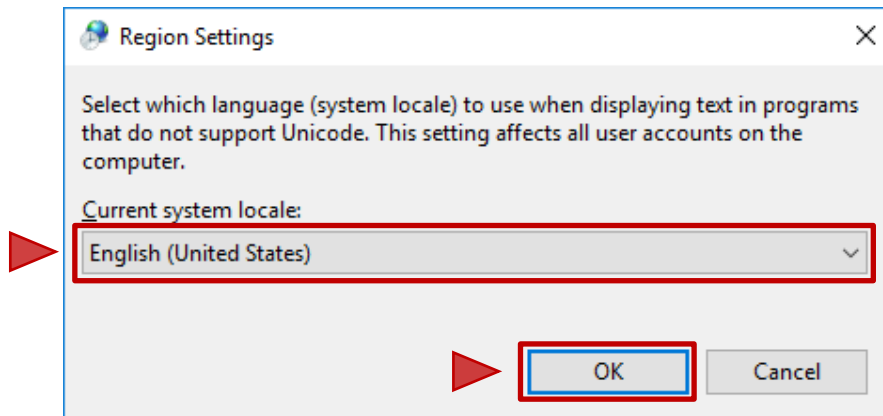 Region Settings
Select which language (system locale) to use when displaying text in programs
that do not support Unicode. This setting affects all user accounts on the
computer.
Current system locale:
English (United States)
OK
Cancel